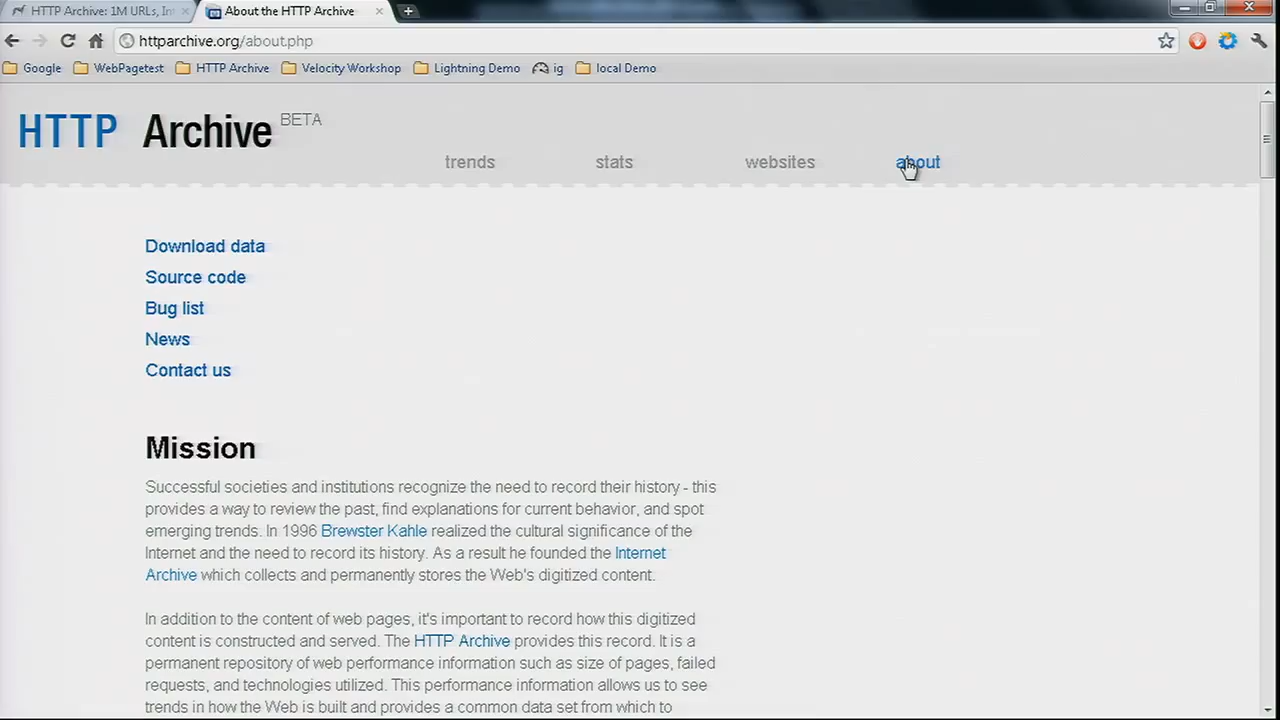 HTTP Archive: 1M URLs, Int
About the HTTP Archive
httparchive.org/about.php
Google
WebPagetest
HTTP Archive
Velocity Workshop
Lightning Demo
ig
local Demo
HTTP Archive BETA
trends
stats
websites
about
Download data
Source code
Bug list
News
Contact us
Mission
Successful societies and institutions recognize the need to record their history - this
provides a way to review the past, find explanations for current behavior, and spot
emerging trends. In 1996 Brewster Kahle realized the cultural significance of the
Internet and the need to record its history. As a result he founded the Internet
Archive which collects and permanently stores the Web's digitized content.
In addition to the content of web pages, it's important to record how this digitized
content is constructed and served. The HTTP Archive provides this record. It is a
permanent repository of web performance information such as size of pages, failed
requests, and technologies utilized. This performance information allows us to see
trends in how the Web is built and provides a common data set from which to